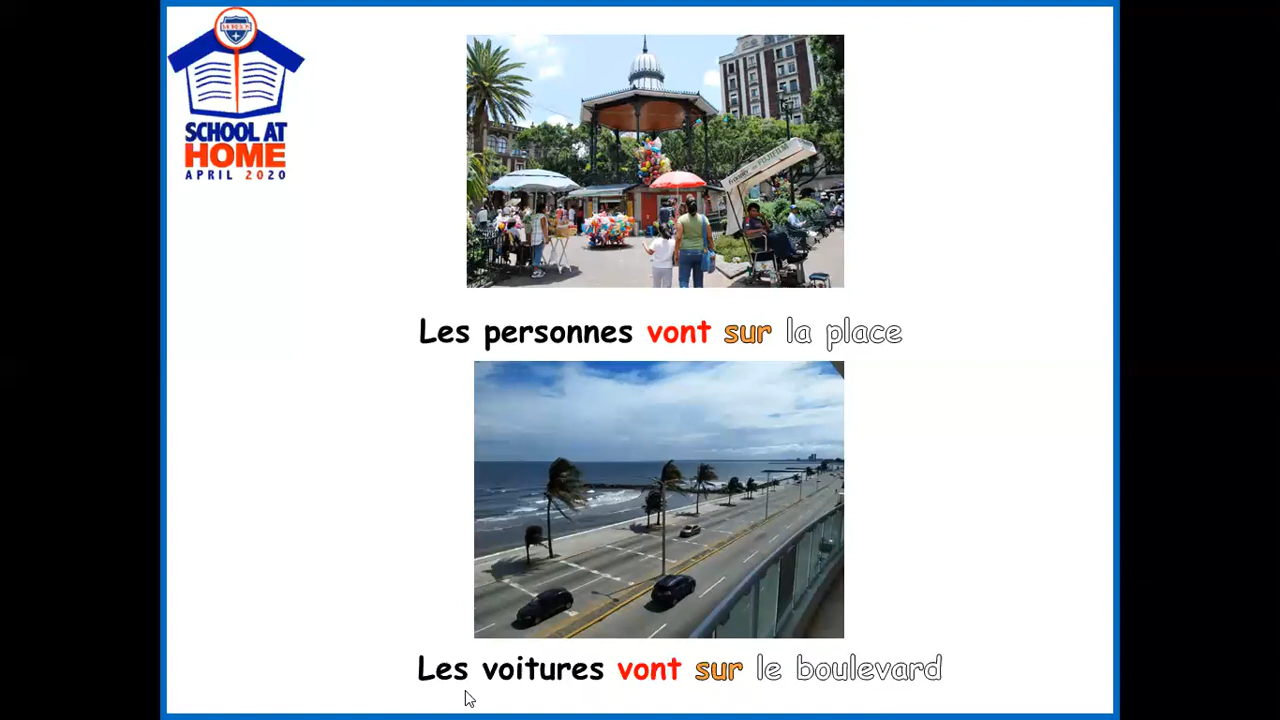 SCHOOL AT
HOME
APRIL 2020
Les personnes vont sur la place
Les voitures vont sur le boulevard